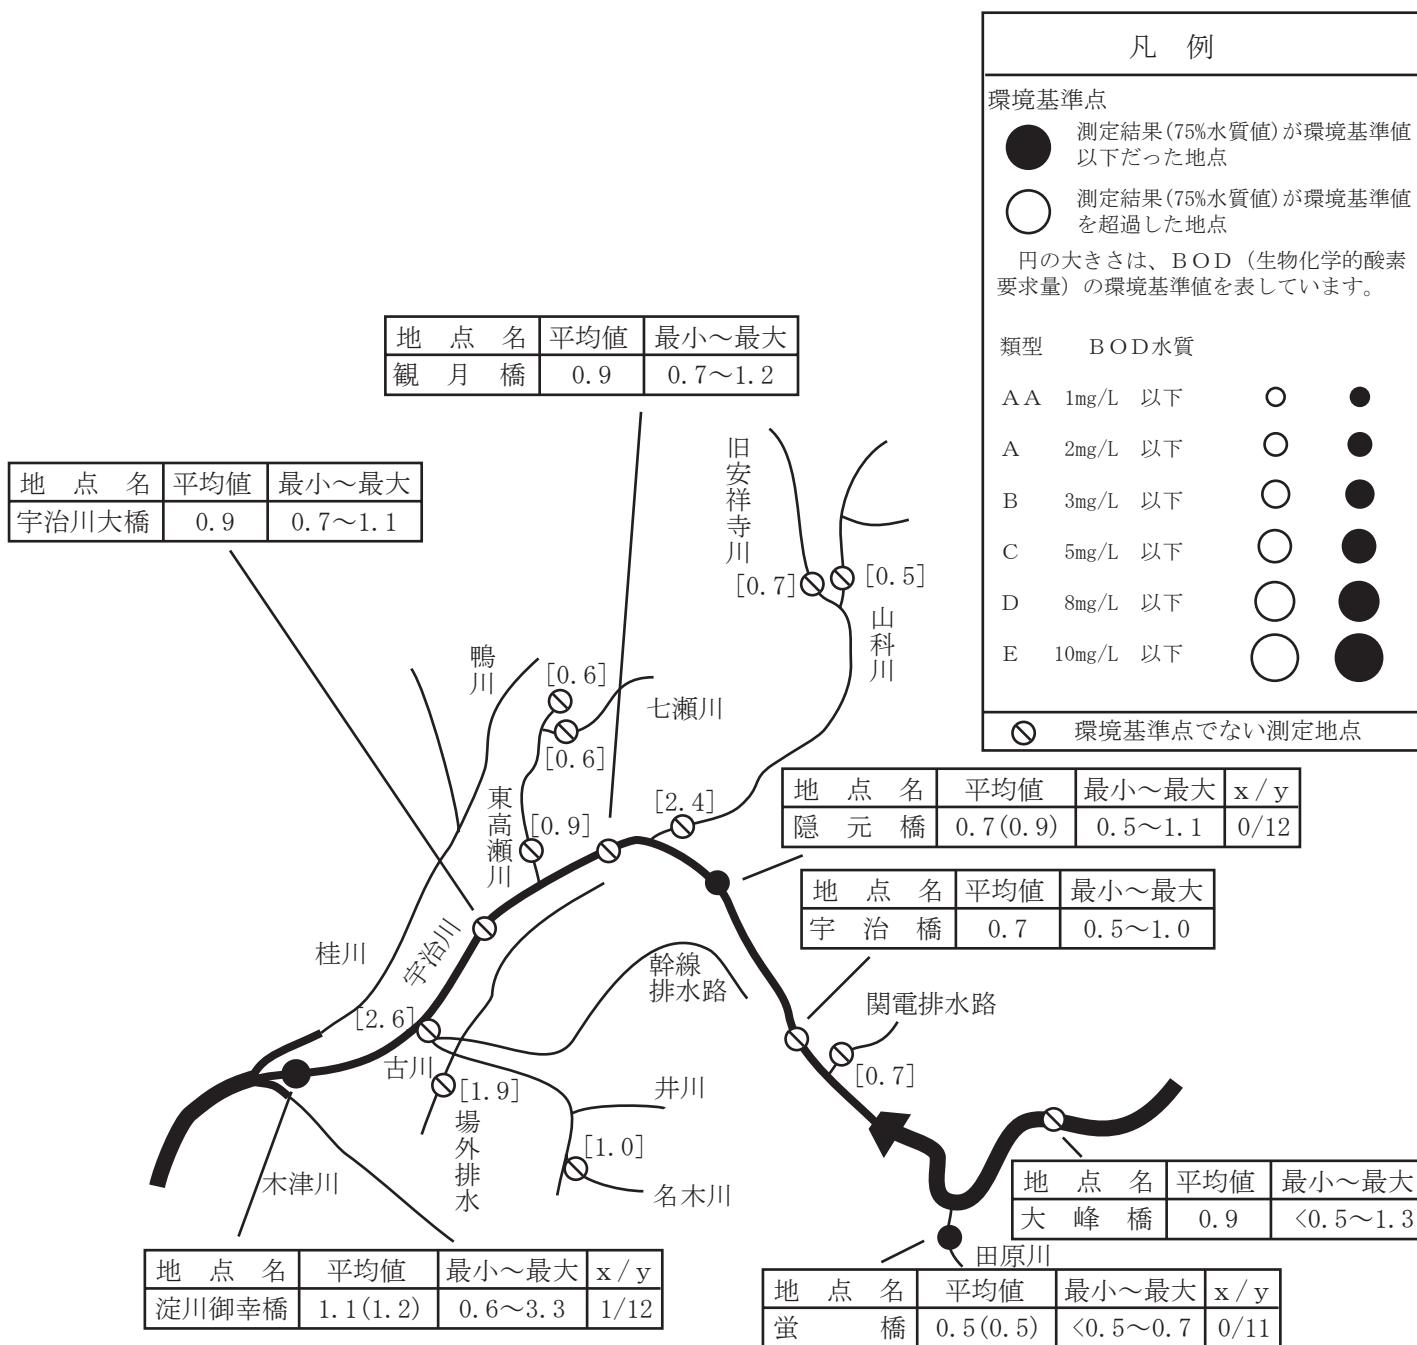 凡 例
環境基準点
測定結果(75%水質値)が環境基準値
以下だった地点
測定結果(75%水質値)が環境基準値
を超過した地点
円の大きさは、BOD(生物化学的酸素
要求量)の環境基準値を表しています。
類型 BOD水質
AA 1mg/L 以下
A 2mg/L 以下
B 3mg/L 以下
C 5mg/L 以下
D 8mg/L 以下
E 10mg/L 以下
環境基準点でない測定地点
地点名 平均値 最小～最大
観月橋 0.9 0.7～1.2
地点名 平均値 最小～最大
宇治川大橋 0.9 0.7～1.1
旧安祥寺川
[0.7]
[0.5]
山科川
鴨川
[0.6]
七瀬川
[0.6]
東高瀬川
[0.9]
[2.4]
地点名 平均値 最小～最大 x/y
隠元橋 0.7(0.9) 0.5～1.1 0/12
地点名 平均値 最小～最大
宇治橋 0.7 0.5～1.0
桂川
宇治川
幹線
排水路
関電排水路
[2.6]
古川
[0.7]
[1.9]
井川
場外排水
[1.0]
名木川
木津川
地点名 平均値 最小～最大
大峰橋 0.9 <0.5～1.3
田原川
地点名 平均値 最小～最大 x/y
淀川御幸橋 1.1(1.2) 0.6～3.3 1/12
地点名 平均値 最小～最大 x/y
蛍橋 0.5(0.5) <0.5～0.7 0/11